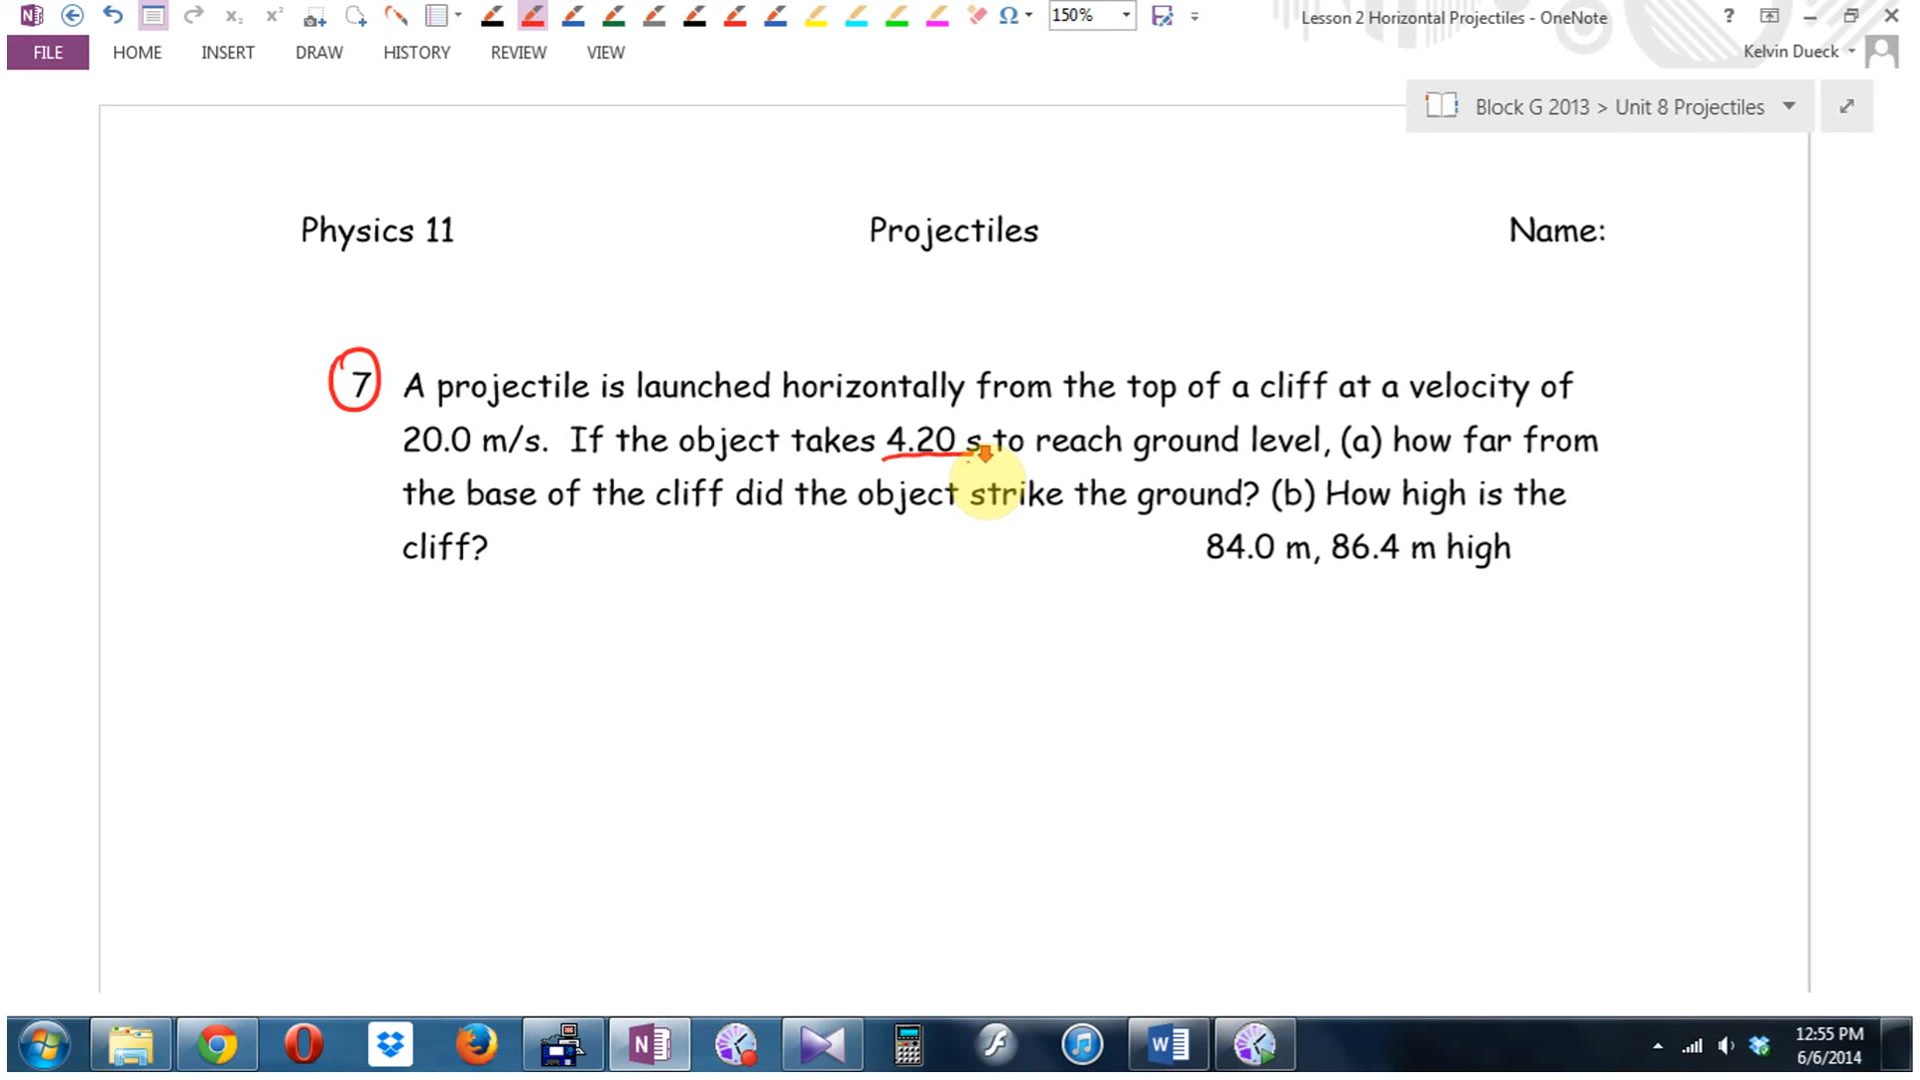 150%
Lesson 2 Horizontal Projectiles - OneNote
FILE HOME INSERT DRAW HISTORY REVIEW VIEW
Kelvin Dueck
Block G 2013 > Unit 8 Projectiles
Physics 11 Projectiles Name:
7 A projectile is launched horizontally from the top of a cliff at a velocity of
20.0 m/s. If the object takes 4.20 s to reach ground level, (a) how far from
the base of the cliff did the object strike the ground? (b) How high is the
cliff? 84.0 m, 86.4 m high
12:55 PM
6/6/2014